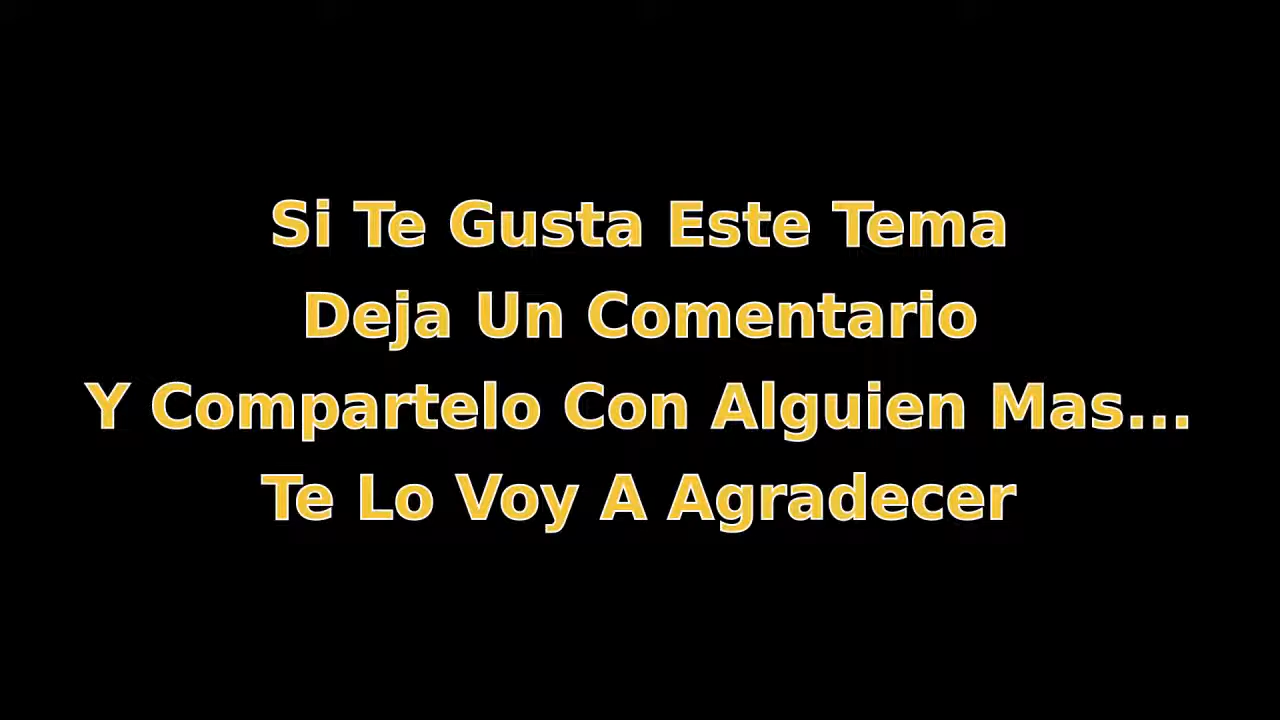 Si Te Gusta Este Tema
Deja Un Comentario
Y Compartelo Con Alguien Mas...
Te Lo Voy A Agradecer